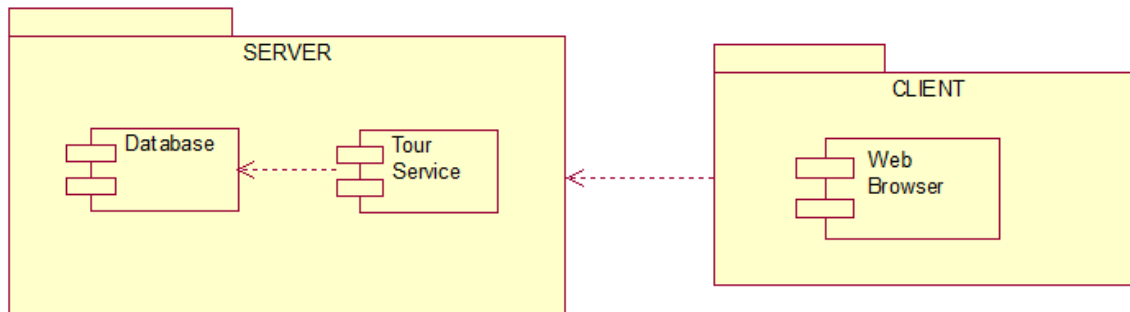 SERVER
Database
Tour
Service
CLIENT
Web
Browser